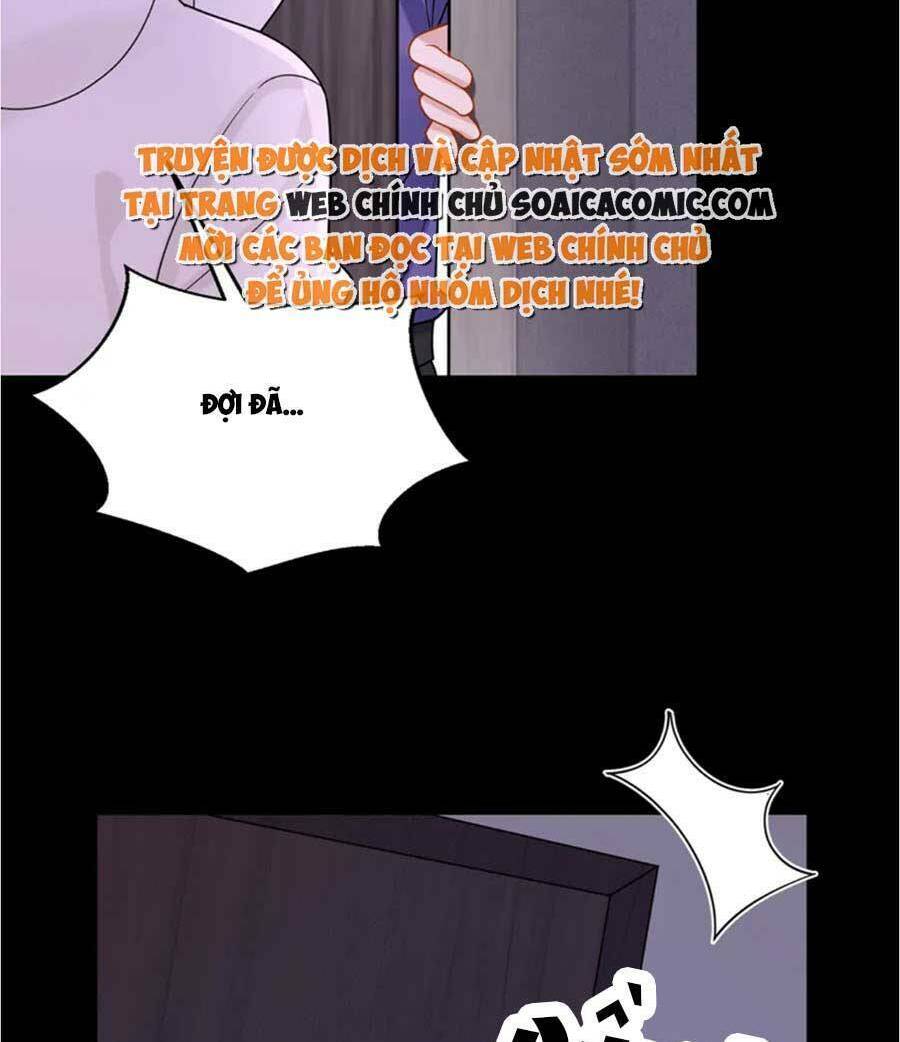 TRUYỆN ĐƯỢC DỊCH VÀ CẬP NHẬT SỚM NHẤT
TẠI TRANG WEB CHÍNH CHỦ SOAICACOMIC.COM
MỜI CÁC BẠN ĐỌC TẠI WEB CHÍNH CHỦ
ĐỂ ỦNG HỘ NHÓM DỊCH NHÉ!
ĐỢI ĐÃ...